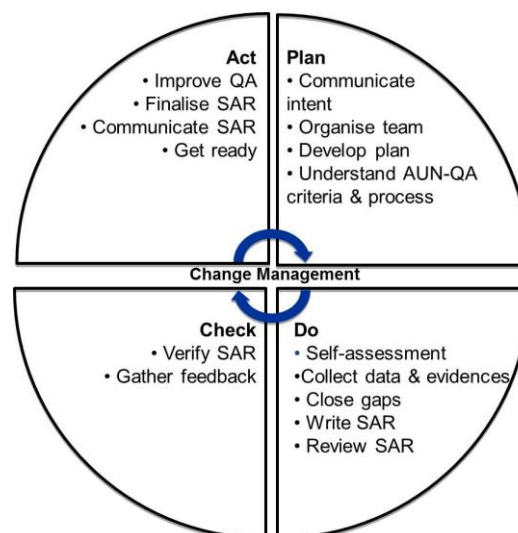 Act
• Improve QA
• Finalise SAR
• Communicate SAR
• Get ready
Plan
• Communicate
intent
• Organise team
• Develop plan
• Understand AUN-QA
criteria & process
Change Management
Check
• Verify SAR
• Gather feedback
Do
• Self-assessment
•Collect data & evidences
• Close gaps
• Write SAR
• Review SAR